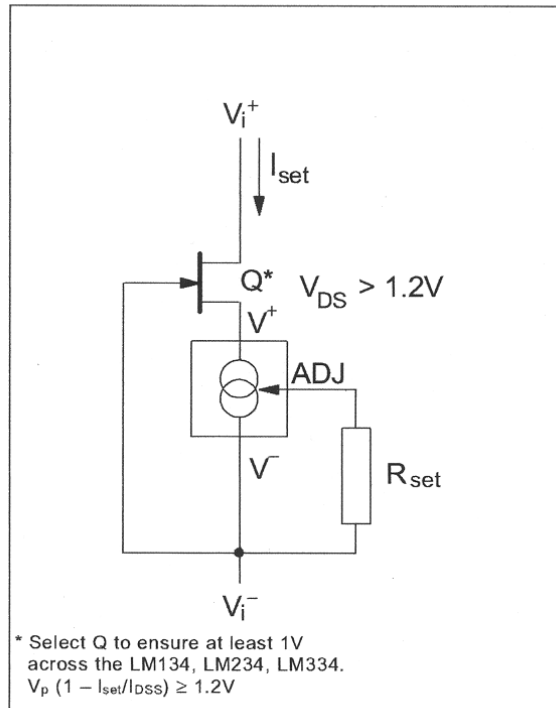 Vi+
Iset
Q* VDS > 1.2V
V+
ADJ
V−
Rset
Vi−
* Select Q to ensure at least 1V
across the LM134, LM234, LM334.
Vp (1 − Iset/IDSS) ≥ 1.2V